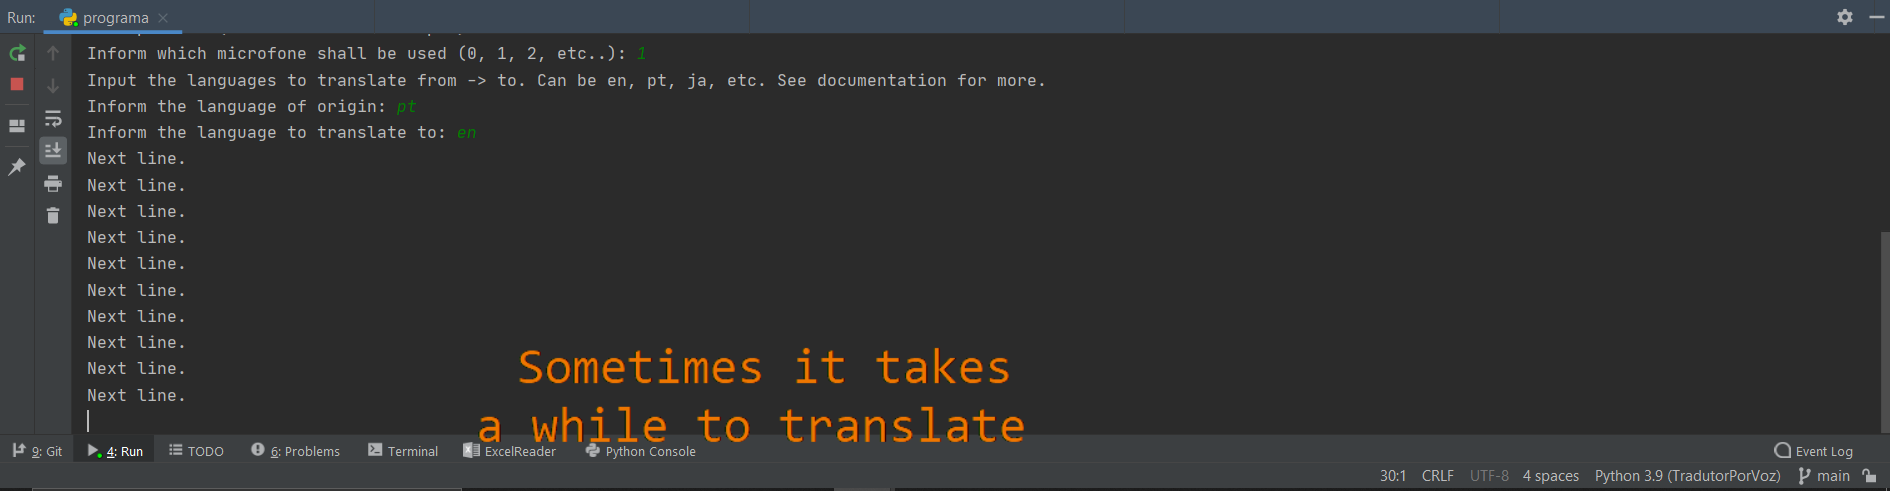 Run: programa
Inform which microfone shall be used (0, 1, 2, etc..): 1
Input the languages to translate from -> to. Can be en, pt, ja, etc. See documentation for more.
Inform the language of origin: pt
Inform the language to translate to: en
Next line.
Next line.
Next line.
Next line.
Next line.
Next line.
Next line.
Next line.
Next line.
Next line.
Sometimes it takes
a while to translate
9: Git 4: Run TODO 6: Problems Terminal ExcelReader Python Console Event Log
30:1 CRLF UTF-8 4 spaces Python 3.9 (TradutorPorVoz) main